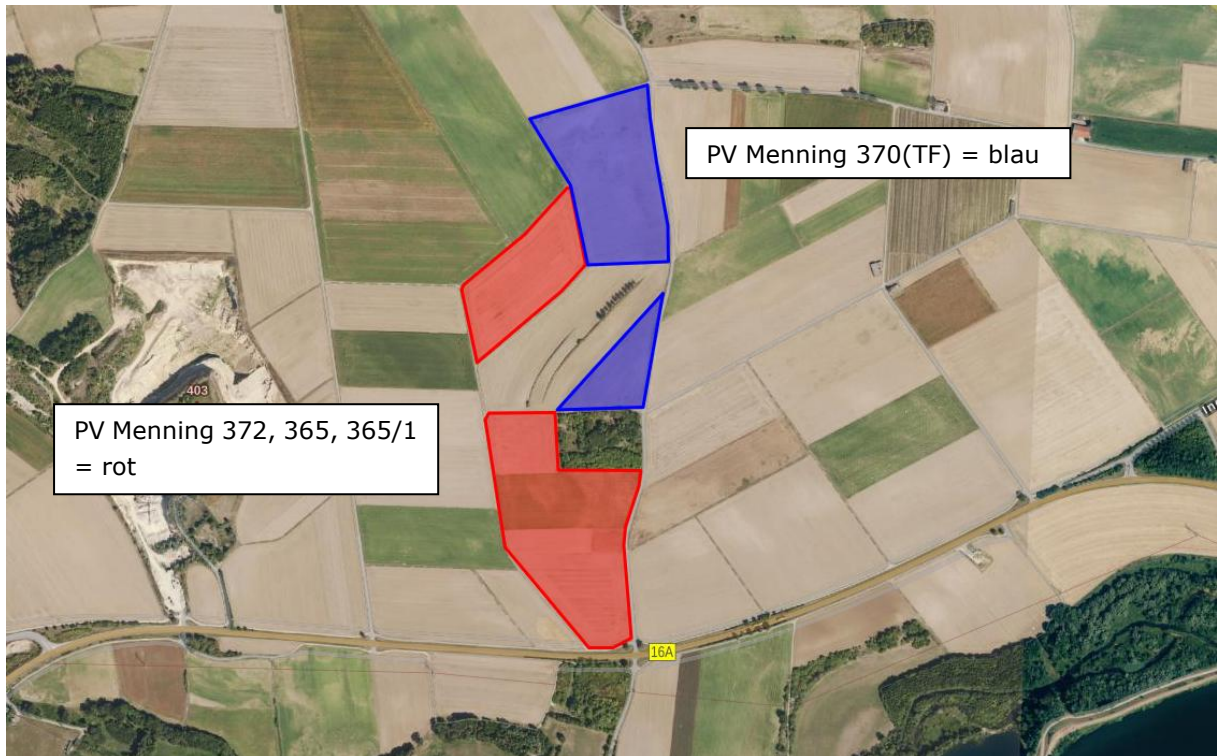 PV Menning 370(TF) = blau
403
PV Menning 372, 365, 365/1
= rot
16A